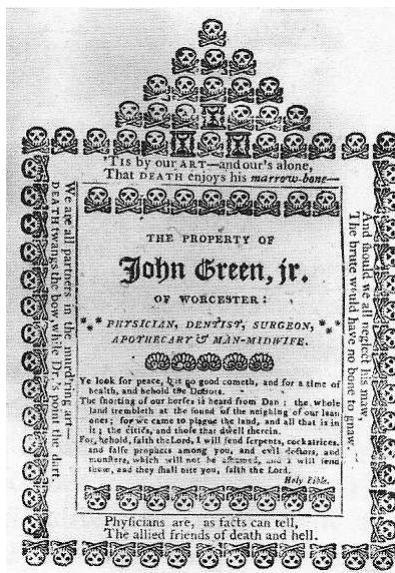 'Tis by our ART—and our's alone,
That DEATH enjoys his marrow-bone—
And should we all neglect his maw,
The brute would have no bone to gnaw.
THE PROPERTY OF
John Green, jr.
OF WORCESTER:
PHYSICIAN, DENTIST, SURGEON,
APOTHECARY & MAN-MIDWIFE.
Ye look for peace, but no good cometh, and for a time of
health, and behold the Doctors.
The snorting of our horses is heard from Dan: the whole
land trembleth at the sound of the neighing of our lean
ones; for we came to plague the land, and all that is in
it; the cities, and those that dwell therein.
For, behold, saith the Lord, I will send serpents, cockatrices,
and false prophets among you, and evil doctors, and
monsters, which will not be ashamed, and I will send
them, and they shall bite you, saith the Lord.
Holy Bible.
Physicians are, as facts can tell,
The allied friends of death and hell.
We are all partners in the murd'ring art—
DEATH twangs the bow, while Dr's point the dart.